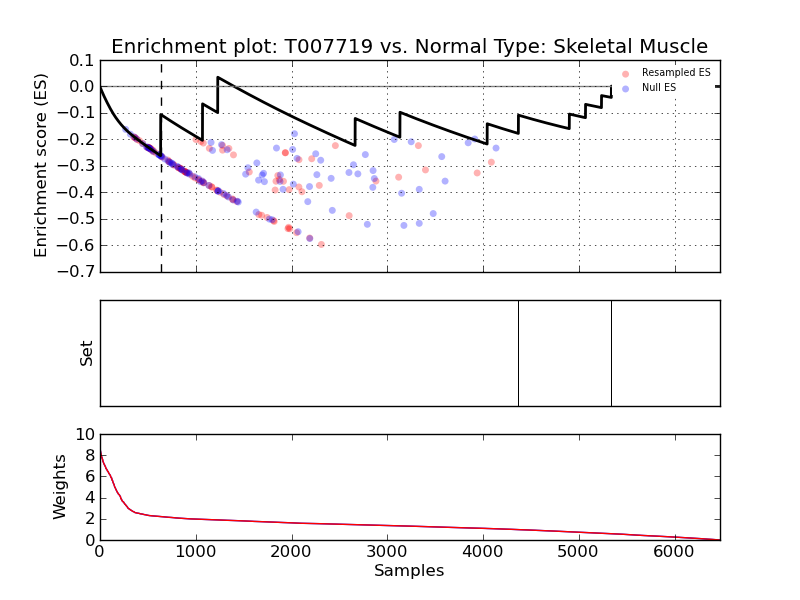 Enrichment plot: T007719 vs. Normal Type: Skeletal Muscle
Enrichment score (ES)
0.1
0.0
−0.1
−0.2
−0.3
−0.4
−0.5
−0.6
−0.7
Resampled ES
Null ES
Set
Weights
10
8
6
4
2
0
0 1000 2000 3000 4000 5000 6000
Samples